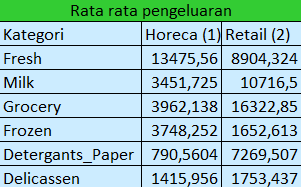 Rata rata pengeluaran
Kategori Horeca (1) Retail (2)
Fresh 13475,56 8904,324
Milk 3451,725 10716,5
Grocery 3962,138 16322,85
Frozen 3748,252 1652,613
Detergants_Paper 790,5604 7269,507
Delicassen 1415,956 1753,437